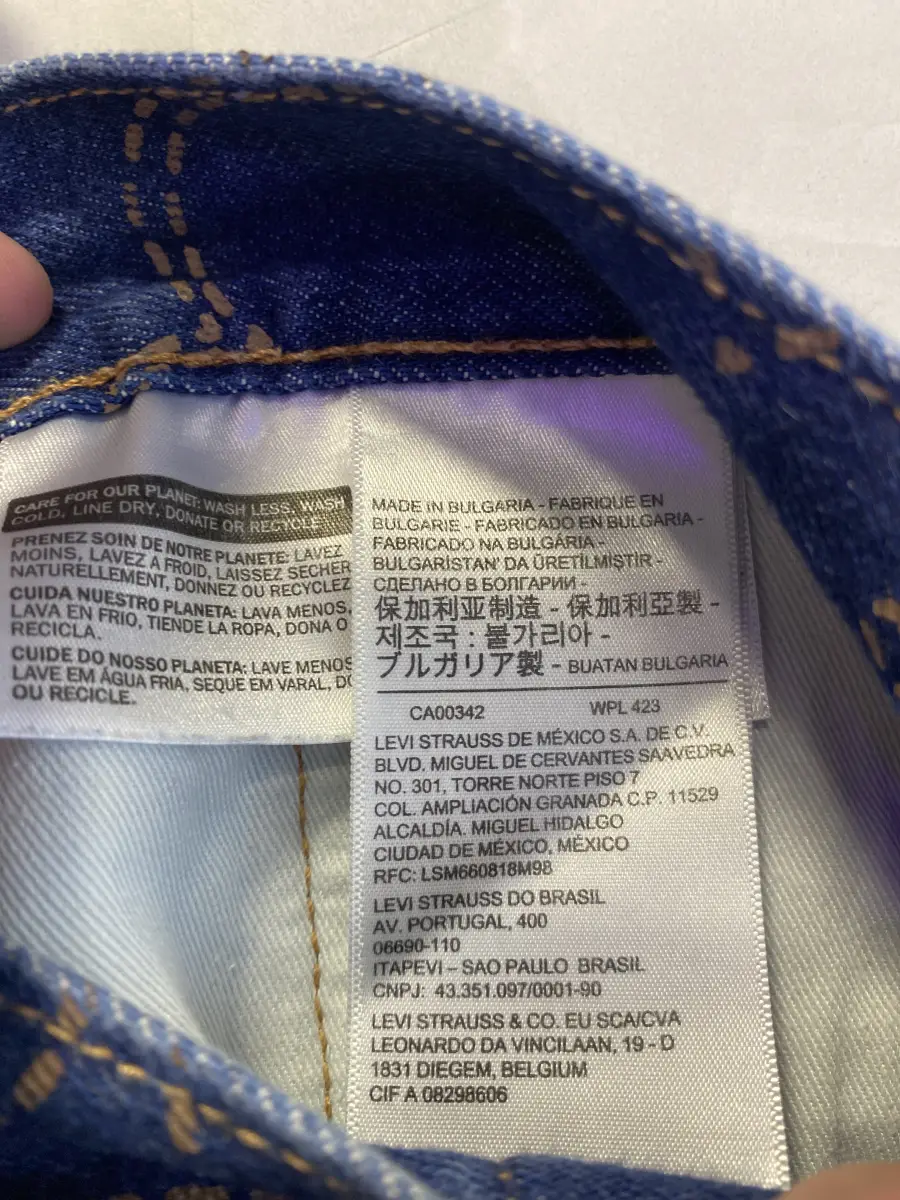 CARE FOR OUR PLANET: WASH LESS, WASH
COLD, LINE DRY, DONATE OR RECYCLE
PRENEZ SOIN DE NOTRE PLANETE: LAVEZ
MOINS, LAVEZ À FROID, LAISSEZ SECHER
NATURELLEMENT, DONNEZ OU RECYCLEZ
CUIDA NUESTRO PLANETA: LAVA MENOS,
LAVA EN FRIO, TIENDE LA ROPA, DONA O
RECICLA.
CUIDE DO NOSSO PLANETA: LAVE MENOS
LAVE EM ÁGUA FRIA, SEQUE EM VARAL, DO
OU RECICLE.
MADE IN BULGARIA - FABRIQUE EN
BULGARIE - FABRICADO EN BULGARIA -
FABRICADO NA BULGÁRIA -
BULGARİSTAN' DA ÜRETİLMİŞTİR -
СДЕЛАНО В БОЛГАРИИ -
保加利亚制造 - 保加利亞製 -
제조국 : 불가리아 -
ブルガリア製 - BUATAN BULGARIA
CA00342 WPL 423
LEVI STRAUSS DE MÉXICO S.A. DE C.V.
BLVD. MIGUEL DE CERVANTES SAAVEDRA
NO. 301, TORRE NORTE PISO 7
COL. AMPLIACIÓN GRANADA C.P. 11529
ALCALDÍA. MIGUEL HIDALGO
CIUDAD DE MÉXICO, MÉXICO
RFC: LSM660818M98
LEVI STRAUSS DO BRASIL
AV. PORTUGAL, 400
06690-110
ITAPEVI – SAO PAULO BRASIL
CNPJ: 43.351.097/0001-90
LEVI STRAUSS & CO. EU SCA/CVA
LEONARDO DA VINCILAAN, 19 - D
1831 DIEGEM, BELGIUM
CIF A 08298606